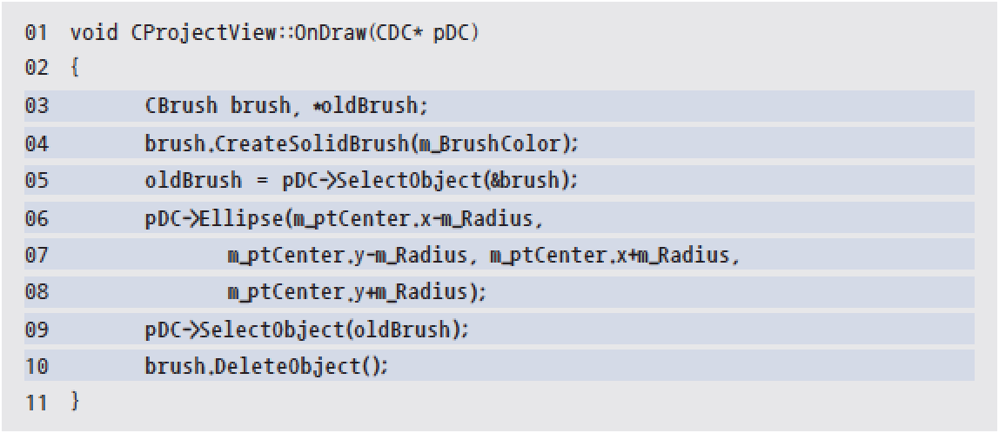 01 void CProjectView::OnDraw(CDC* pDC)
02 {
03 CBrush brush, *oldBrush;
04 brush.CreateSolidBrush(m_BrushColor);
05 oldBrush = pDC->SelectObject(&brush);
06 pDC->Ellipse(m_ptCenter.x-m_Radius,
07 m_ptCenter.y-m_Radius, m_ptCenter.x+m_Radius,
08 m_ptCenter.y+m_Radius);
09 pDC->SelectObject(oldBrush);
10 brush.DeleteObject();
11 }